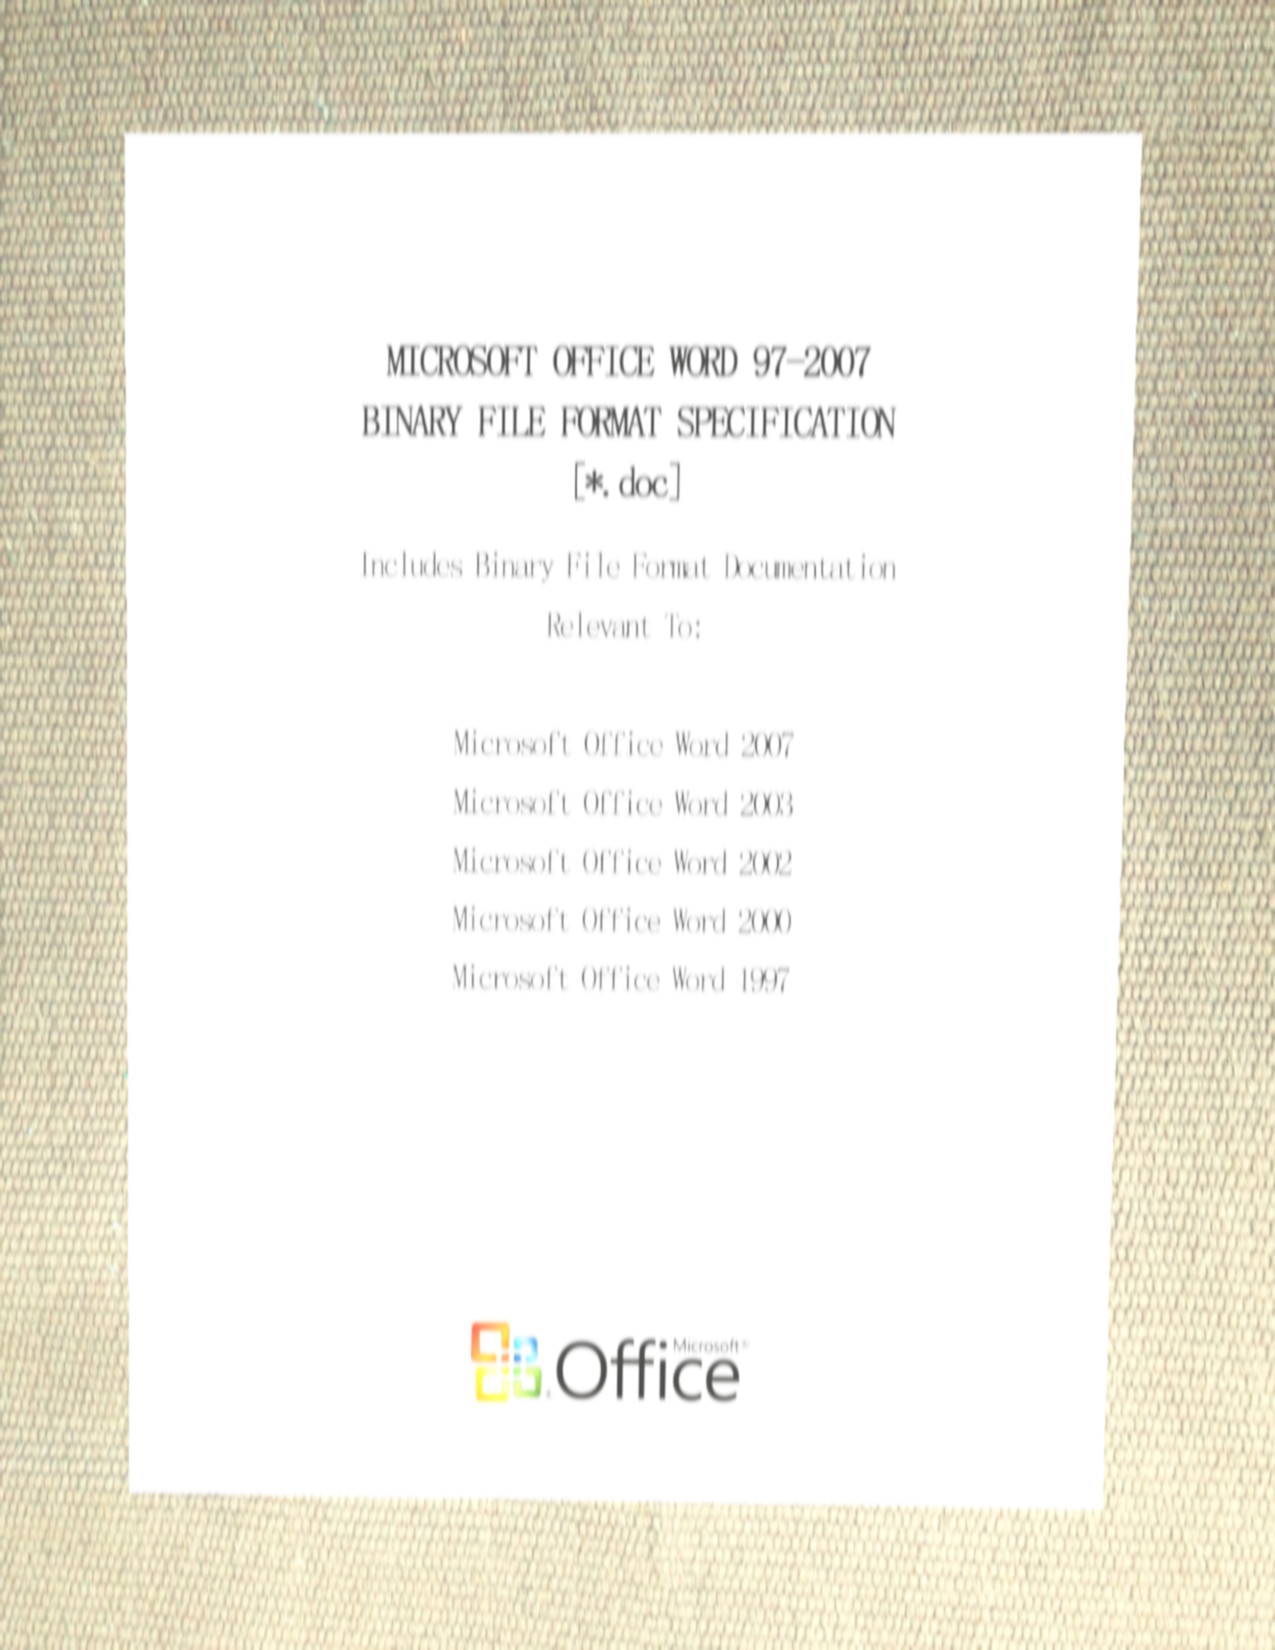 MICROSOFT OFFICE WORD 97-2007
BINARY FILE FORMAT SPECIFICATION
[*.doc]
Includes Binary File Format Documentation
Relevant To:
Microsoft Office Word 2007
Microsoft Office Word 2003
Microsoft Office Word 2002
Microsoft Office Word 2000
Microsoft Office Word 1997
Microsoft®
Office